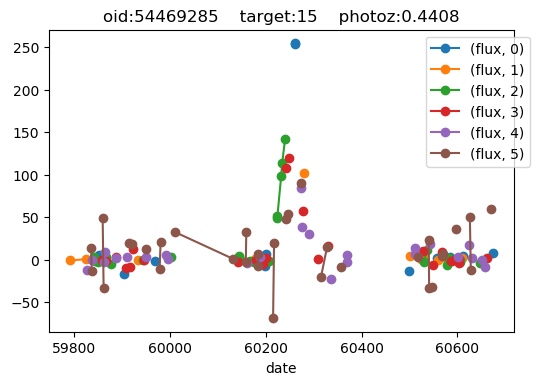 oid:54469285 target:15 photoz:0.4408
250
200
150
100
50
0
−50
59800 60000 60200 60400 60600
date
(flux, 0)
(flux, 1)
(flux, 2)
(flux, 3)
(flux, 4)
(flux, 5)